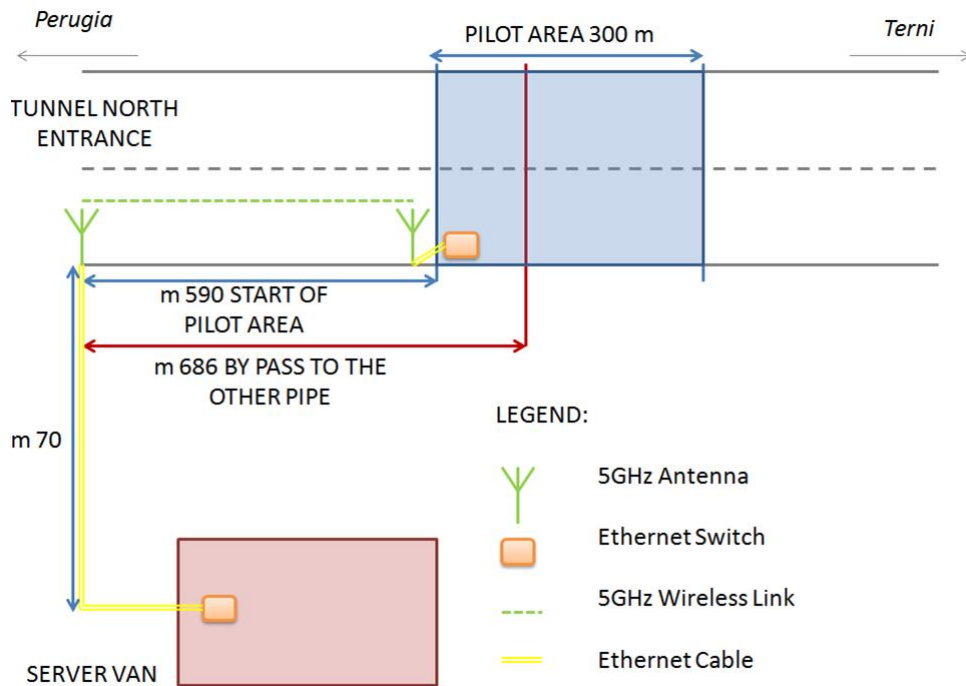 Perugia
PILOT AREA 300 m
Terni
TUNNEL NORTH
ENTRANCE
m 590 START OF
PILOT AREA
m 686 BY PASS TO THE
OTHER PIPE
m 70
LEGEND:
5GHz Antenna
Ethernet Switch
5GHz Wireless Link
Ethernet Cable
SERVER VAN